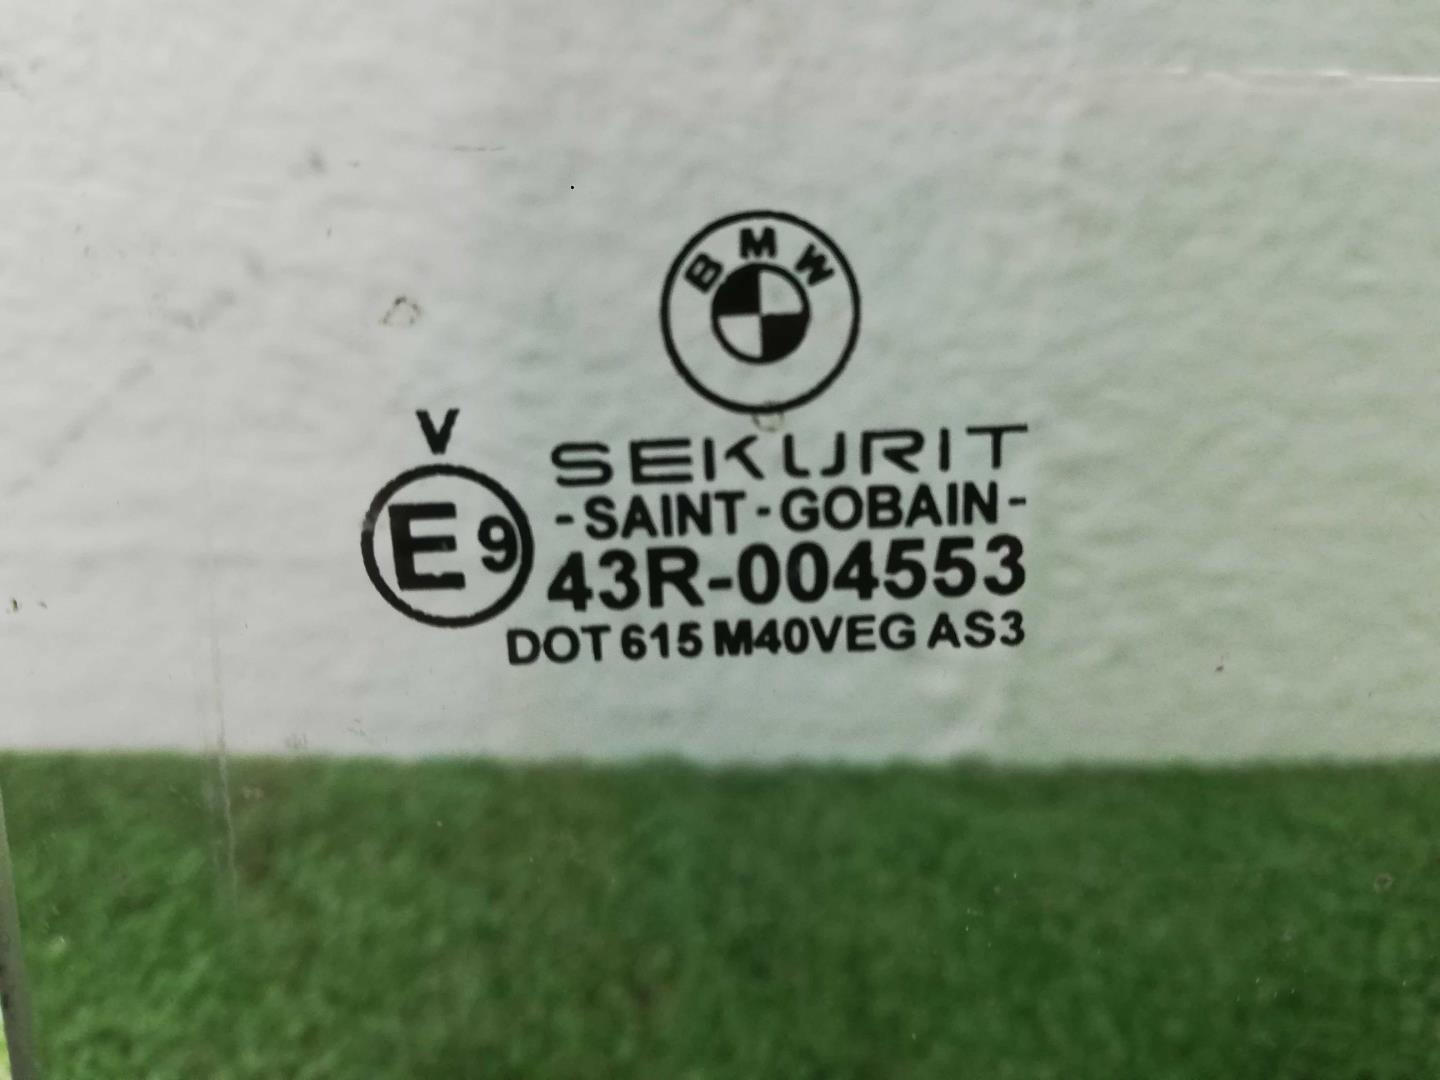 BMW
V
SEKURIT
E9
-SAINT-GOBAIN-
43R-004553
DOT 615 M40VEG AS3